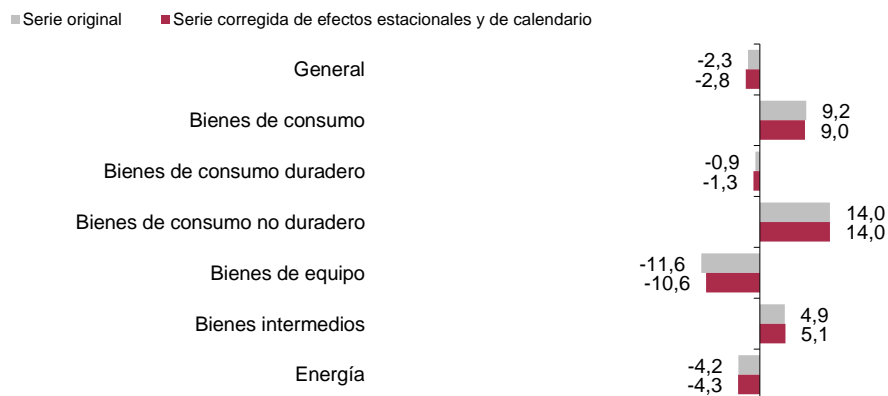 Serie original Serie corregida de efectos estacionales y de calendario
General
-2,3
-2,8
Bienes de consumo
9,2
9,0
Bienes de consumo duradero
-0,9
-1,3
Bienes de consumo no duradero
14,0
14,0
Bienes de equipo
-11,6
-10,6
Bienes intermedios
4,9
5,1
Energía
-4,2
-4,3